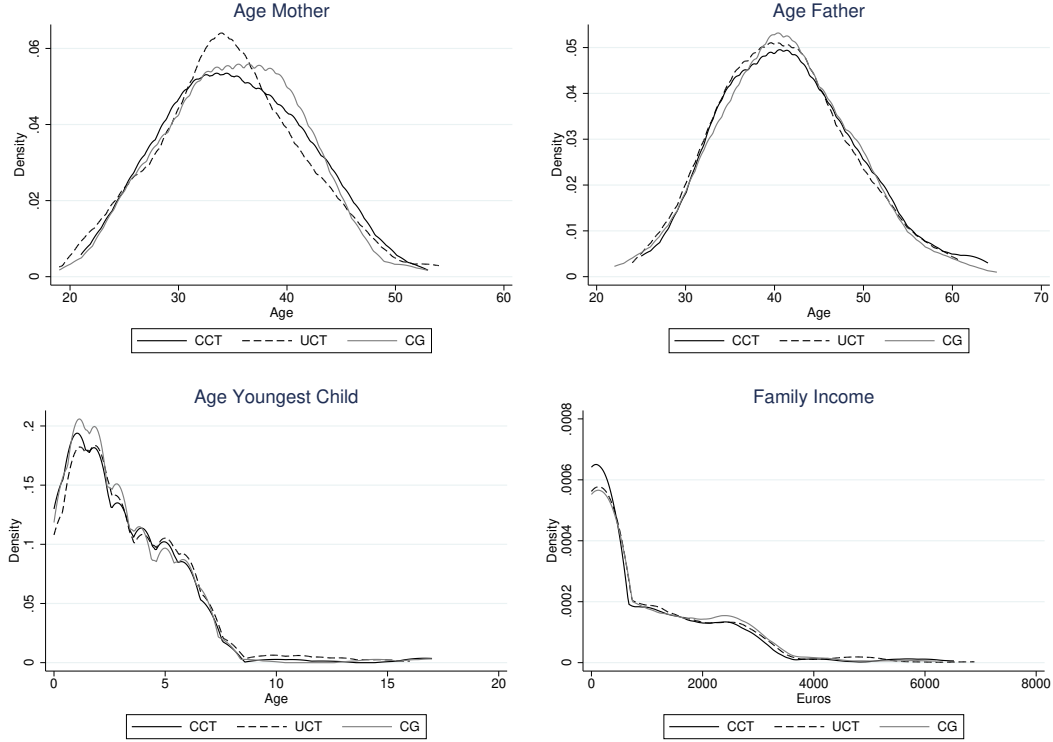 Age Mother
Density
0 .02 .04 .06
20 30 40 50 60
Age
CCT UCT CG
Age Father
Density
0 .01 .02 .03 .04 .05
20 30 40 50 60 70
Age
CCT UCT CG
Age Youngest Child
Density
0 .05 .1 .15 .2
0 5 10 15 20
Age
CCT UCT CG
Family Income
Density
0 .0002 .0004 .0006 .0008
0 2000 4000 6000 8000
Euros
CCT UCT CG